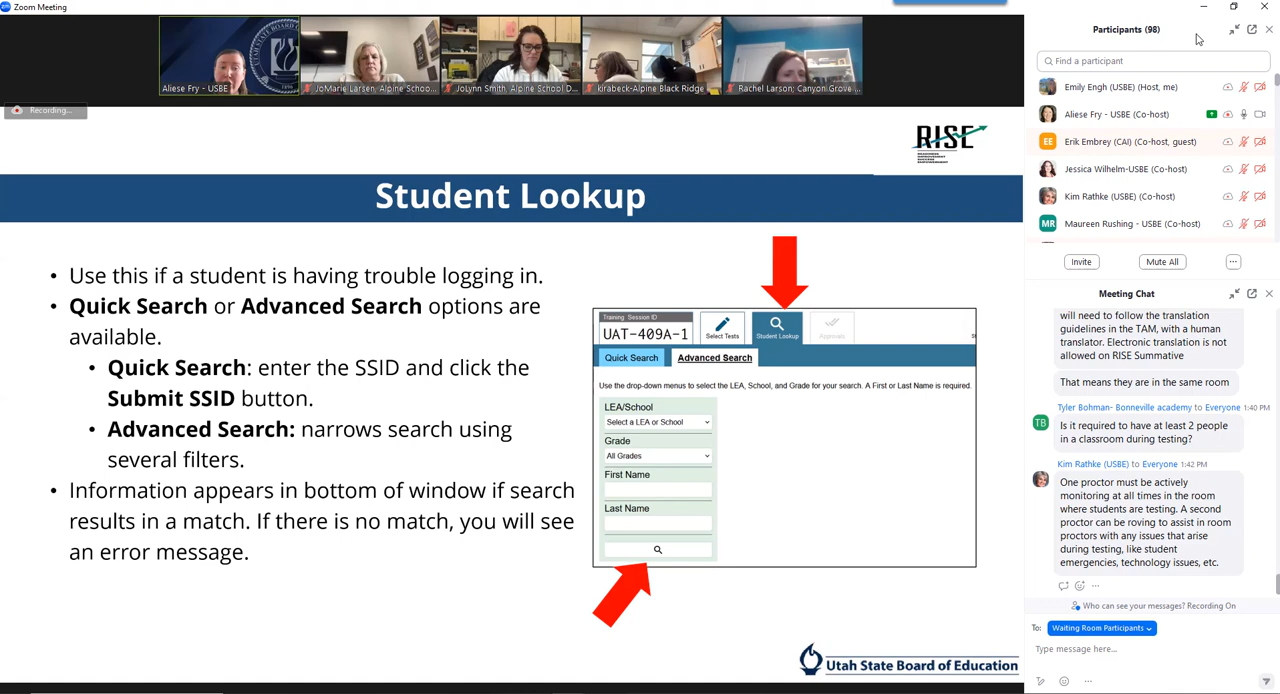 Zoom Meeting
Aliese Fry - USBE
JoMarie Larsen, Alpine Schoo...
JoLynn Smith, Alpine School D...
kirabeck-Alpine Black Ridge
Rachel Larson; Canyon Grove ...
Recording...
RISE
READINESS
IMPROVEMENT
SUCCESS
EMPOWERMENT
Student Lookup
• Use this if a student is having trouble logging in.
• Quick Search or Advanced Search options are
available.
• Quick Search: enter the SSID and click the
Submit SSID button.
• Advanced Search: narrows search using
several filters.
• Information appears in bottom of window if search
results in a match. If there is no match, you will see
an error message.
Training Session ID
UAT-409A-1
Select Tests
Student Lookup
Approvals
Quick Search
Advanced Search
Use the drop-down menus to select the LEA, School, and Grade for your search. A First or Last Name is required.
LEA/School
Select a LEA or School
Grade
All Grades
First Name
Last Name
Utah State Board of Education
Participants (98)
Find a participant
Emily Engh (USBE) (Host, me)
Aliese Fry - USBE (Co-host)
EE
Erik Embrey (CAI) (Co-host, guest)
Jessica Wilhelm-USBE (Co-host)
Kim Rathke (USBE) (Co-host)
MR
Maureen Rushing - USBE (Co-host)
Invite
Mute All
...
Meeting Chat
will need to follow the translation
guidelines in the TAM, with a human
translator. Electronic translation is not
allowed on RISE Summative
That means they are in the same room
Tyler Bohman- Bonneville academy to Everyone 1:40 PM
TB
Is it required to have at least 2 people
in a classroom during testing?
Kim Rathke (USBE) to Everyone 1:42 PM
One proctor must be actively
monitoring at all times in the room
where students are testing. A second
proctor can be roving to assist in room
proctors with any issues that arise
during testing, like student
emergencies, technology issues, etc.
Who can see your messages? Recording On
To: Waiting Room Participants
Type message here...